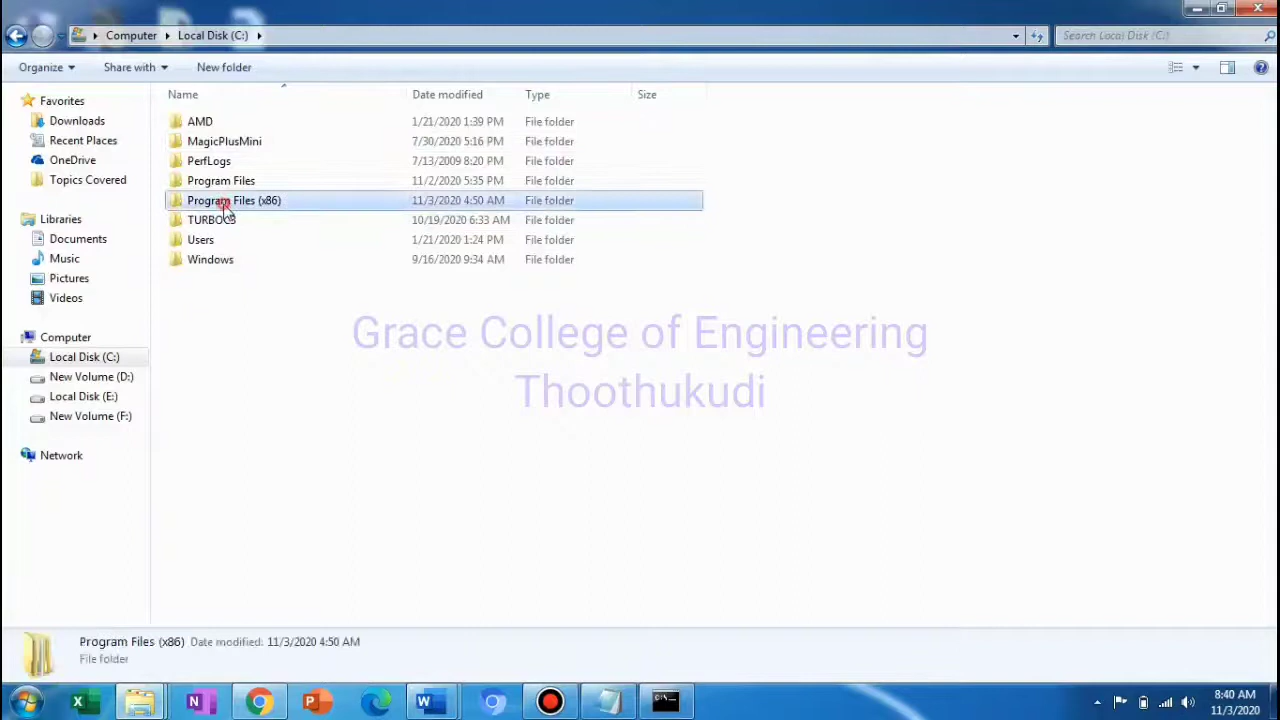 Computer
Local Disk (C:)
Search Local Disk (C:)
Organize
Share with
New folder
Name
Date modified
Type
Size
Favorites
Downloads
Recent Places
OneDrive
Topics Covered
Libraries
Documents
Music
Pictures
Videos
Computer
Local Disk (C:)
New Volume (D:)
Local Disk (E:)
New Volume (F:)
Network
AMD 1/21/2020 1:39 PM File folder
MagicPlusMini 7/30/2020 5:16 PM File folder
PerfLogs 7/13/2009 8:20 PM File folder
Program Files 11/2/2020 5:35 PM File folder
Program Files (x86) 11/3/2020 4:50 AM File folder
TURBOC3 10/19/2020 6:33 AM File folder
Users 1/21/2020 1:24 PM File folder
Windows 9/16/2020 9:34 AM File folder
Grace College of Engineering
Thoothukudi
Program Files (x86) Date modified: 11/3/2020 4:50 AM
File folder
8:40 AM
11/3/2020